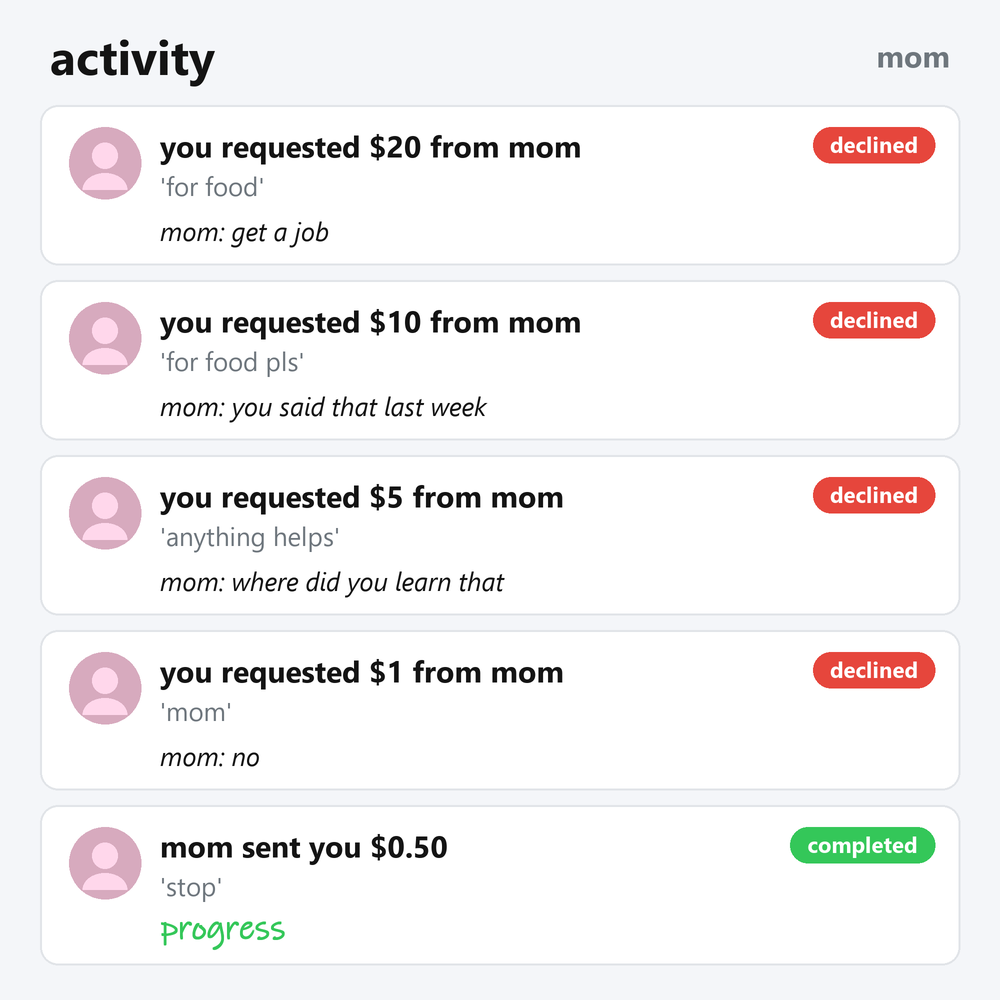 activity
mom
you requested $20 from mom
declined
'for food'
mom: get a job
you requested $10 from mom
declined
'for food pls'
mom: you said that last week
you requested $5 from mom
declined
'anything helps'
mom: where did you learn that
you requested $1 from mom
declined
'mom'
mom: no
mom sent you $0.50
completed
'stop'
progress